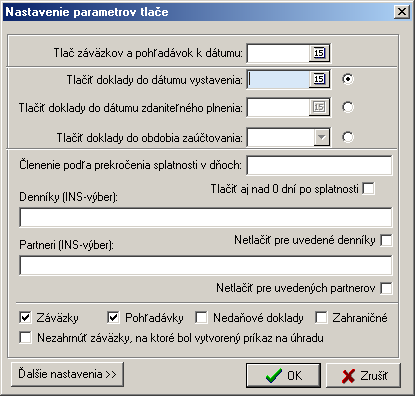 Nastavenie parametrov tlače
Tlač záväzkov a pohľadávok k dátumu: 15
Tlačiť doklady do dátumu vystavenia: 15
Tlačiť doklady do dátumu zdaniteľného plnenia: 15
Tlačiť doklady do obdobia zaúčtovania:
Členenie podľa prekročenia splatnosti v dňoch:
Tlačiť aj nad 0 dní po splatnosti
Denníky (INS-výber):
Netlačiť pre uvedené denníky
Partneri (INS-výber):
Netlačiť pre uvedených partnerov
Záväzky Pohľadávky Nedaňové doklady Zahraničné
Nezahrnúť záväzky, na ktoré bol vytvorený príkaz na úhradu
Ďalšie nastavenia >> OK Zrušiť